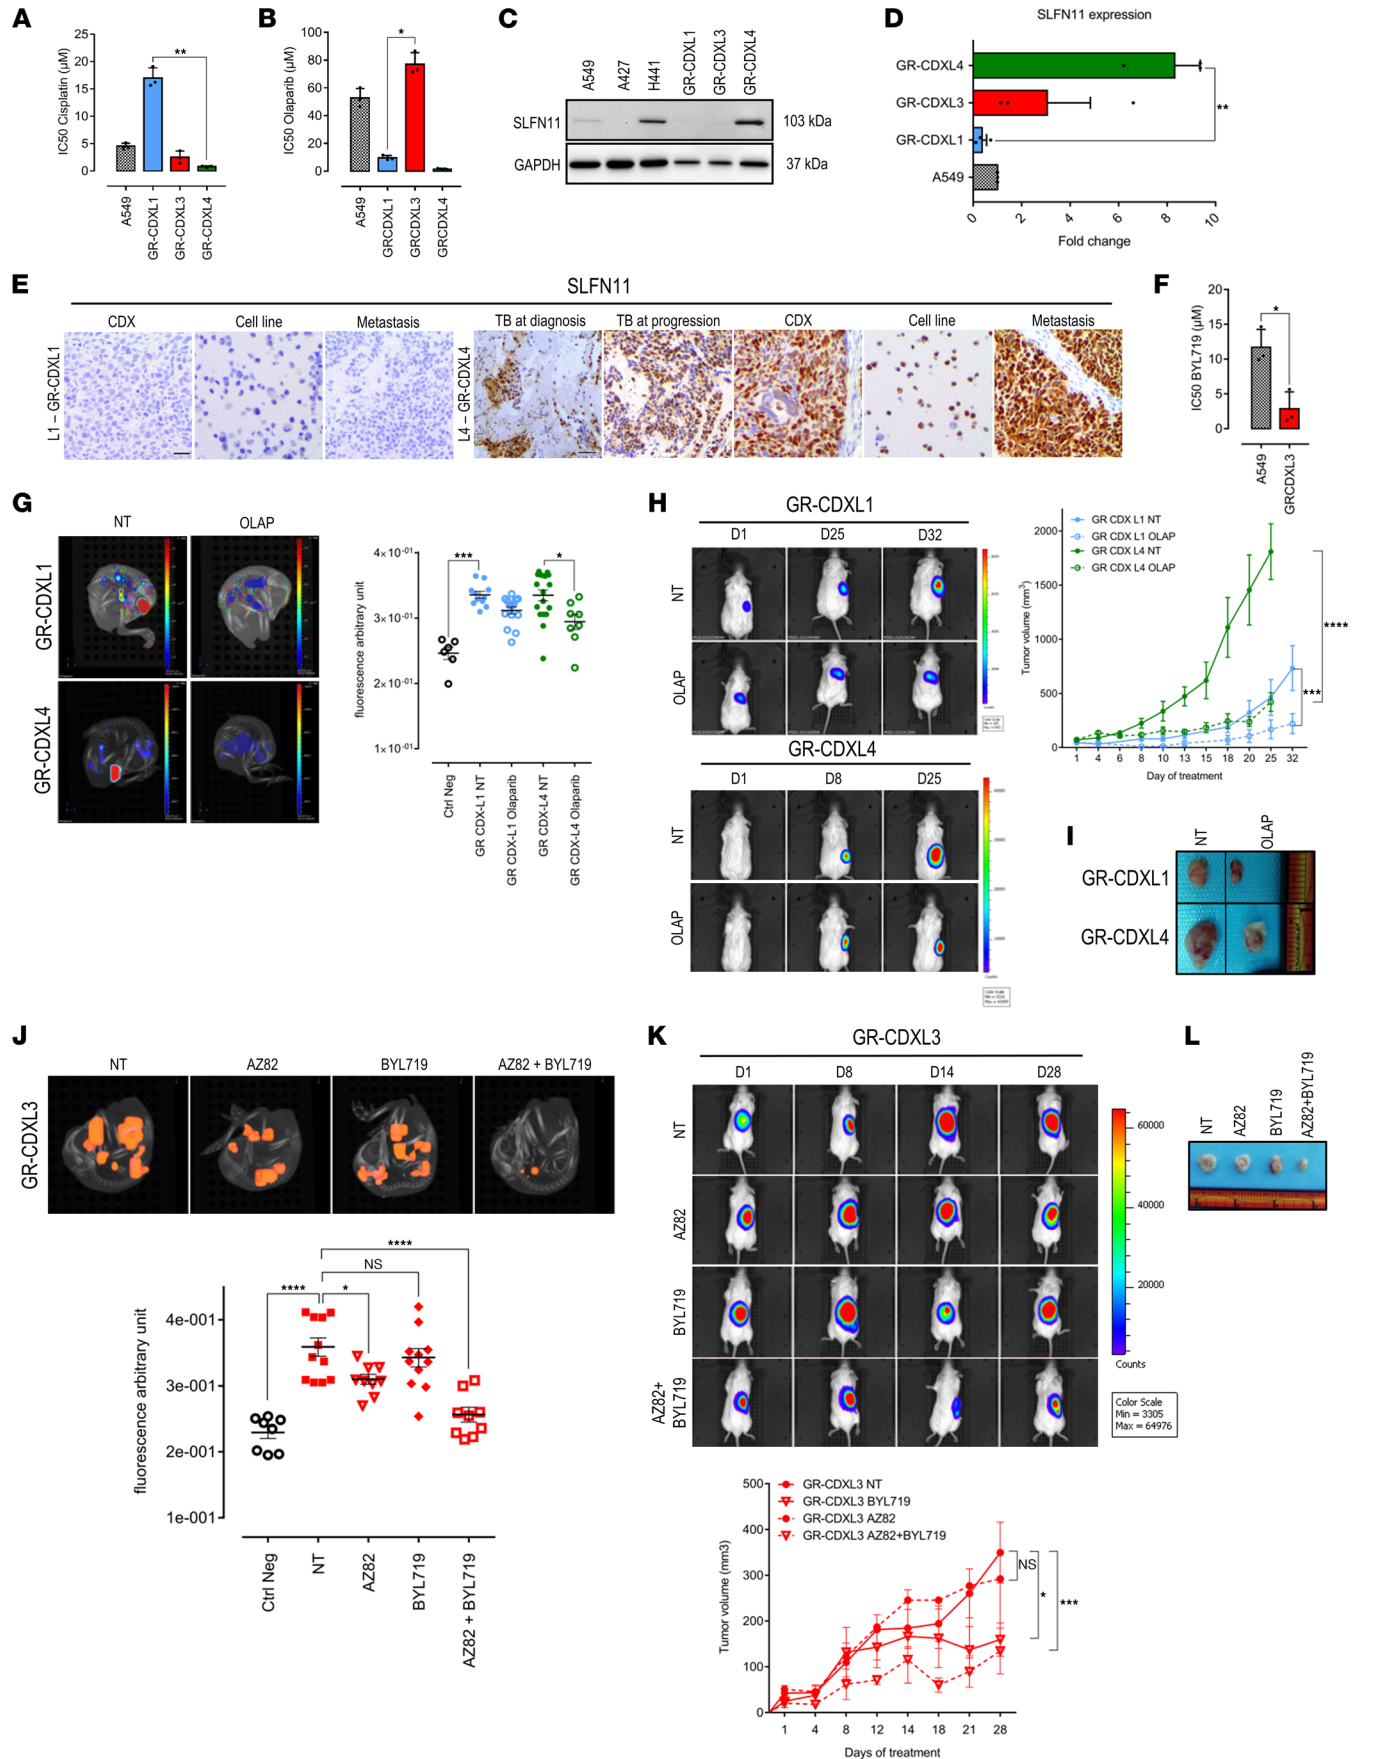 A
IC50 Cisplatin (µM)
25
20
15
10
5
0
**
A549
GR-CDXL1
GR-CDXL3
GR-CDXL4
B
IC50 Olaparib (µM)
100
80
60
40
20
0
*
A549
GRCDXL1
GRCDXL3
GRCDXL4
C
A549
A427
H441
GR-CDXL1
GR-CDXL3
GR-CDXL4
SLFN11
103 kDa
GAPDH
37 kDa
D
SLFN11 expression
GR-CDXL4
GR-CDXL3
GR-CDXL1
A549
**
0
2
4
6
8
10
Fold change
E
SLFN11
CDX
Cell line
Metastasis
TB at diagnosis
TB at progression
CDX
Cell line
Metastasis
L1 – GR-CDXL1
L4 – GR-CDXL4
F
IC50 BYL719 (µM)
20
15
10
5
0
*
A549
GRCDXL3
G
NT
OLAP
GR-CDXL1
GR-CDXL4
fluorescence arbitrary unit
4×10-01
3×10-01
2×10-01
1×10-01
***
*
Ctrl Neg
GR CDX-L1 NT
GR CDX-L1 Olaparib
GR CDX-L4 NT
GR CDX-L4 Olaparib
H
GR-CDXL1
D1
D25
D32
NT
OLAP
GR-CDXL4
D1
D8
D25
NT
OLAP
Counts
Color Scale
GR CDX L1 NT
GR CDX L1 OLAP
GR CDX L4 NT
GR CDX L4 OLAP
Tumor volume (mm3)
2000
1500
1000
500
0
1
4
6
8
10
13
15
18
20
25
32
Day of treatment
***
****
I
NT
OLAP
GR-CDXL1
GR-CDXL4
J
NT
AZ82
BYL719
AZ82 + BYL719
GR-CDXL3
fluorescence arbitrary unit
4e-001
3e-001
2e-001
1e-001
****
NS
****
*
Ctrl Neg
NT
AZ82
BYL719
AZ82 + BYL719
K
GR-CDXL3
D1
D8
D14
D28
NT
AZ82
BYL719
AZ82+
BYL719
60000
40000
20000
Counts
Color Scale
Min = 3305
Max = 64976
GR-CDXL3 NT
GR-CDXL3 BYL719
GR-CDXL3 AZ82
GR-CDXL3 AZ82+BYL719
Tumor volume (mm3)
500
400
300
200
100
0
NS
*
***
1
4
8
12
14
18
21
28
Days of treatment
L
NT
AZ82
BYL719
AZ82+BYL719